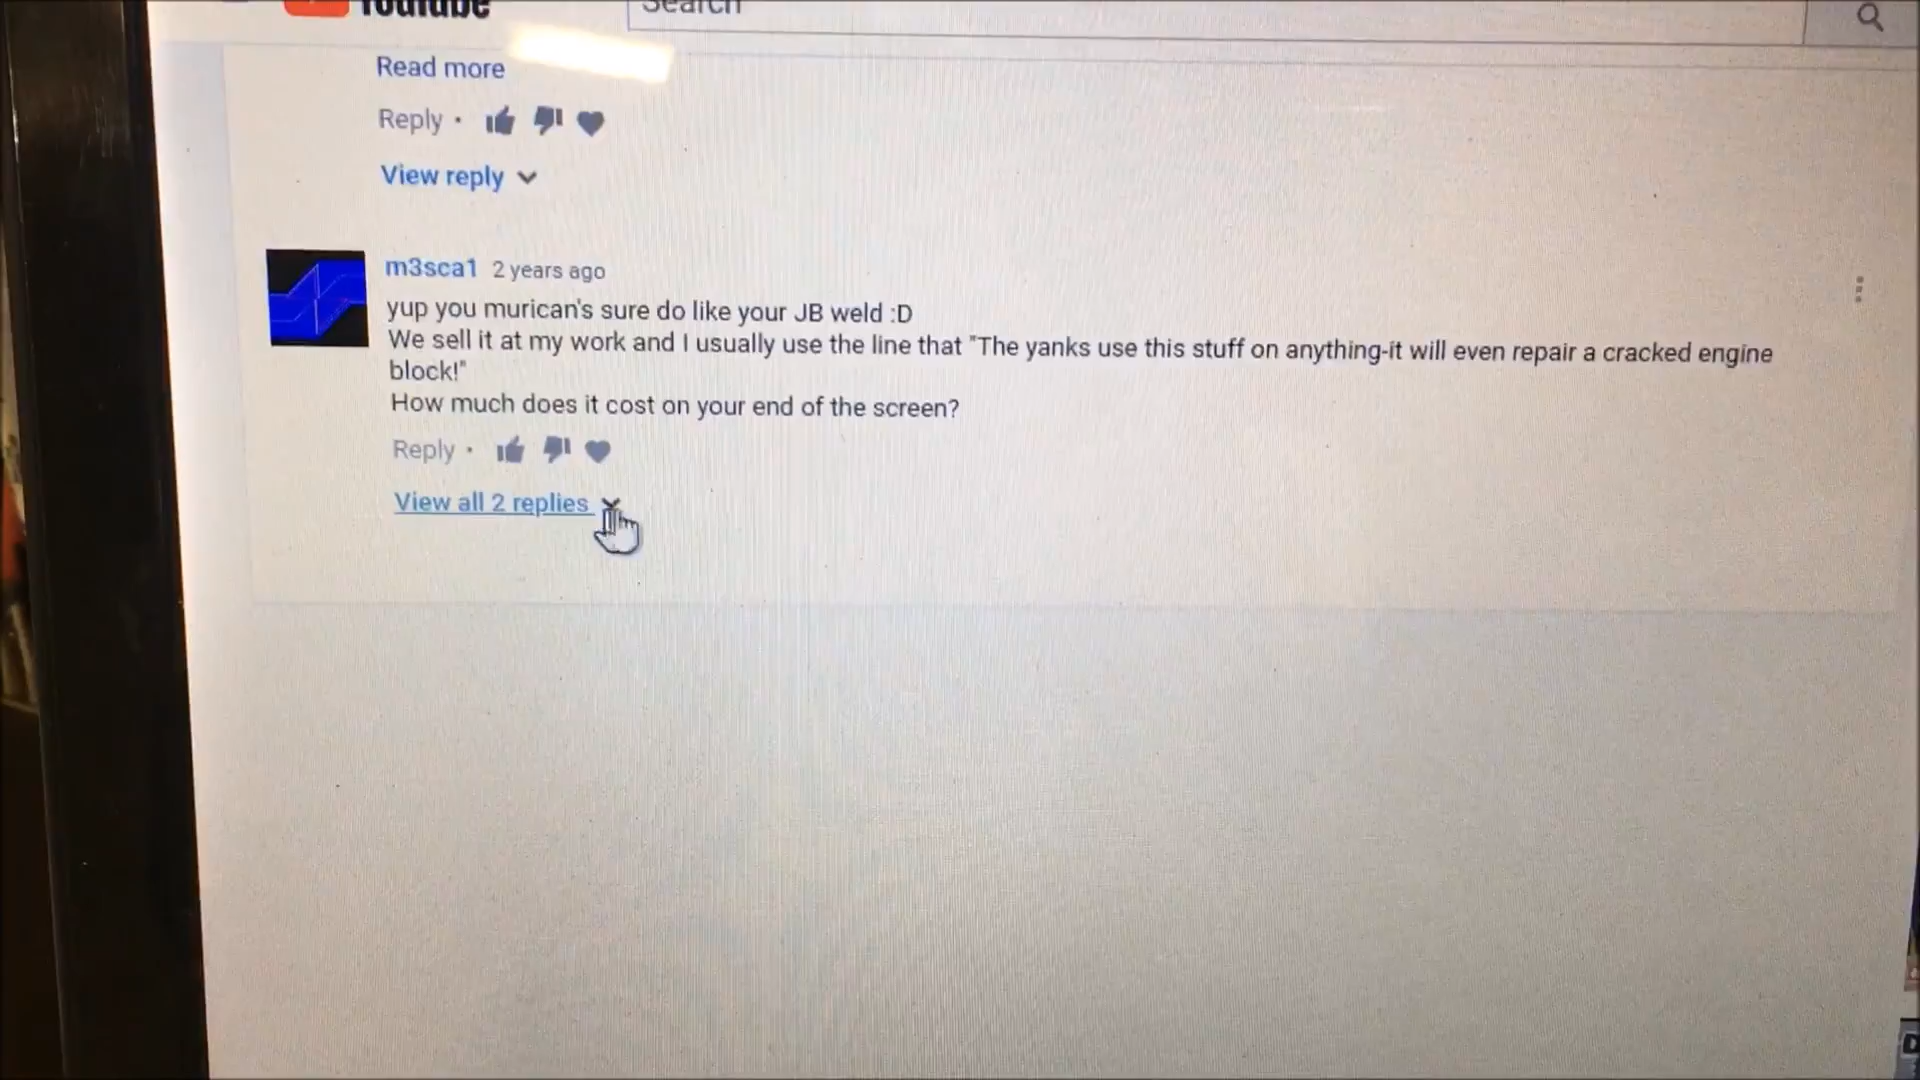 YouTube
Search
Read more
Reply ·
View reply
m3sca1 2 years ago
yup you murican's sure do like your JB weld :D
We sell it at my work and I usually use the line that "The yanks use this stuff on anything-it will even repair a cracked engine
block!"
How much does it cost on your end of the screen?
Reply ·
View all 2 replies